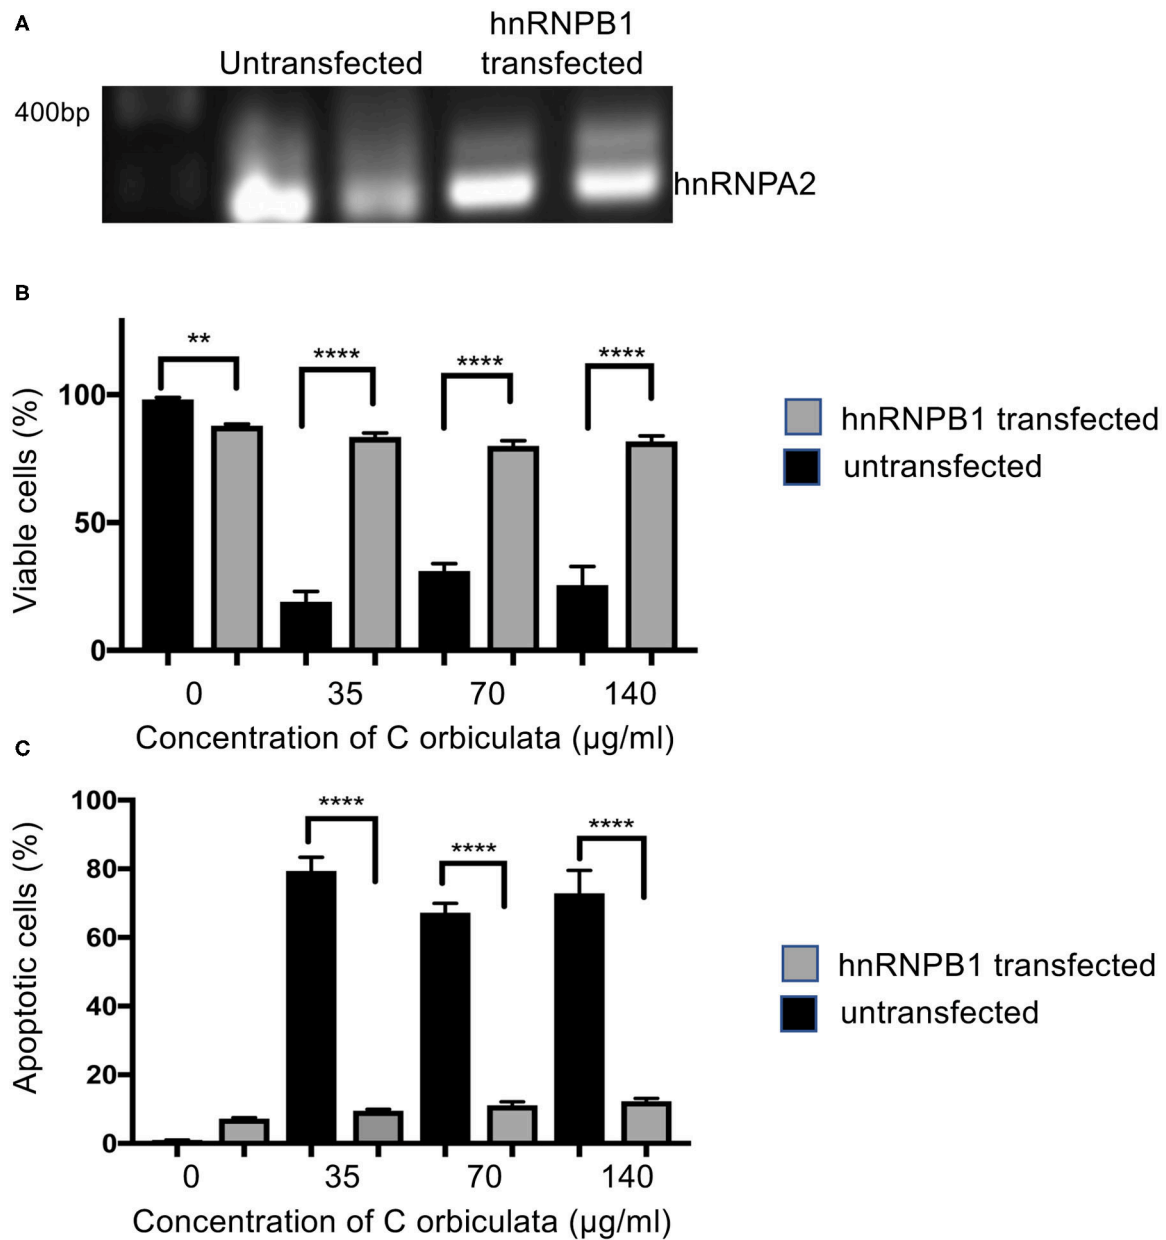 A
hnRNPB1
Untransfected transfected
400bp
hnRNPA2
B
** **** **** ****
100
50
0
Viable cells (%)
0 35 70 140
Concentration of C orbiculata (µg/ml)
hnRNPB1 transfected
untransfected
C
**** **** ****
100
80
60
40
20
0
Apoptotic cells (%)
0 35 70 140
Concentration of C orbiculata (µg/ml)
hnRNPB1 transfected
untransfected